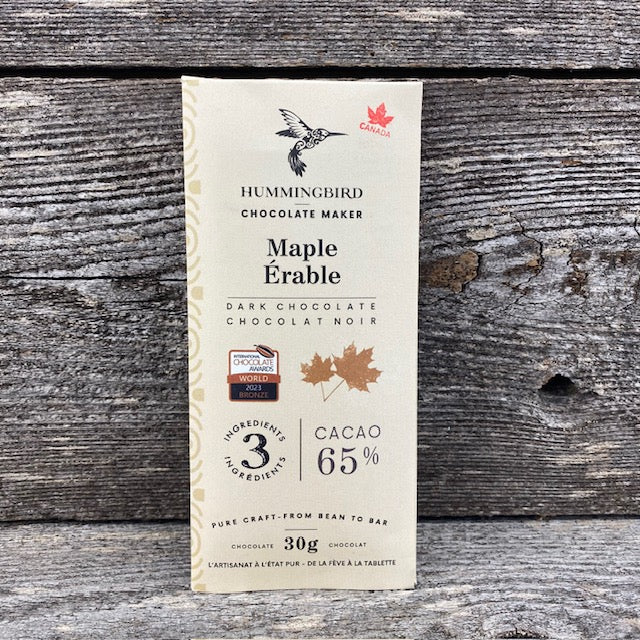 CANADA
HUMMINGBIRD
CHOCOLATE MAKER
Maple
Érable
DARK CHOCOLATE
CHOCOLAT NOIR
INTERNATIONAL
CHOCOLATE
AWARDS
WORLD
2023
BRONZE
INGREDIENTS
3
INGRÉDIENTS
CACAO
65%
PURE CRAFT-FROM BEAN TO BAR
CHOCOLATE 30g CHOCOLAT
L'ARTISANAT À L'ÉTAT PUR - DE LA FÈVE À LA TABLETTE